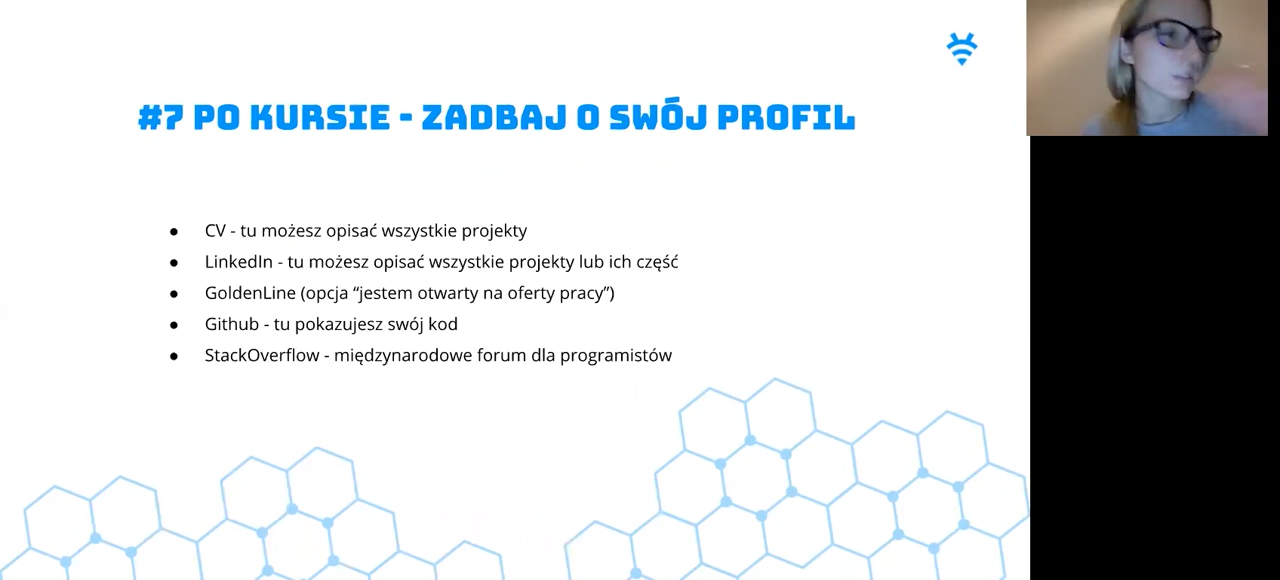 #7 PO KURSIE - ZADBAJ O SWÓJ PROFIL
● CV - tu możesz opisać wszystkie projekty
● LinkedIn - tu możesz opisać wszystkie projekty lub ich część
● GoldenLine (opcja “jestem otwarty na oferty pracy”)
● Github - tu pokazujesz swój kod
● StackOverflow - międzynarodowe forum dla programistów